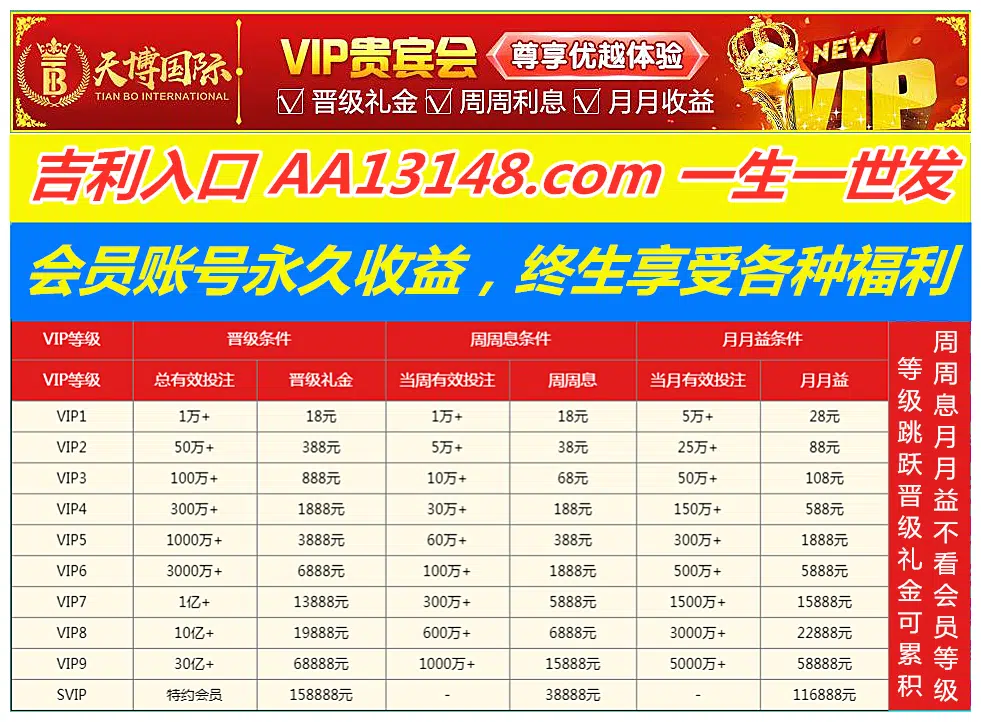 天博国际
TIAN BO INTERNATIONAL
VIP贵宾会 尊享优越体验
晋级礼金 周周利息 月月收益
NEW
VIP
吉利入口 AA13148.com 一生一世发
会员账号永久收益，终生享受各种福利
VIP等级 晋级条件 周周息条件 月月益条件
VIP等级 总有效投注 晋级礼金 当周有效投注 周周息 当月有效投注 月月益
VIP1 1万+ 18元 1万+ 18元 5万+ 28元
VIP2 50万+ 388元 5万+ 38元 25万+ 88元
VIP3 100万+ 888元 10万+ 68元 50万+ 108元
VIP4 300万+ 1888元 30万+ 188元 150万+ 588元
VIP5 1000万+ 3888元 60万+ 388元 300万+ 1888元
VIP6 3000万+ 6888元 100万+ 1888元 500万+ 5888元
VIP7 1亿+ 13888元 300万+ 5888元 1500万+ 15888元
VIP8 10亿+ 19888元 600万+ 6888元 3000万+ 22888元
VIP9 30亿+ 68888元 1000万+ 15888元 5000万+ 58888元
SVIP 特约会员 158888元 - 38888元 - 116888元
周周息月月益不看会员等级
等级跳跃晋级礼金可累积